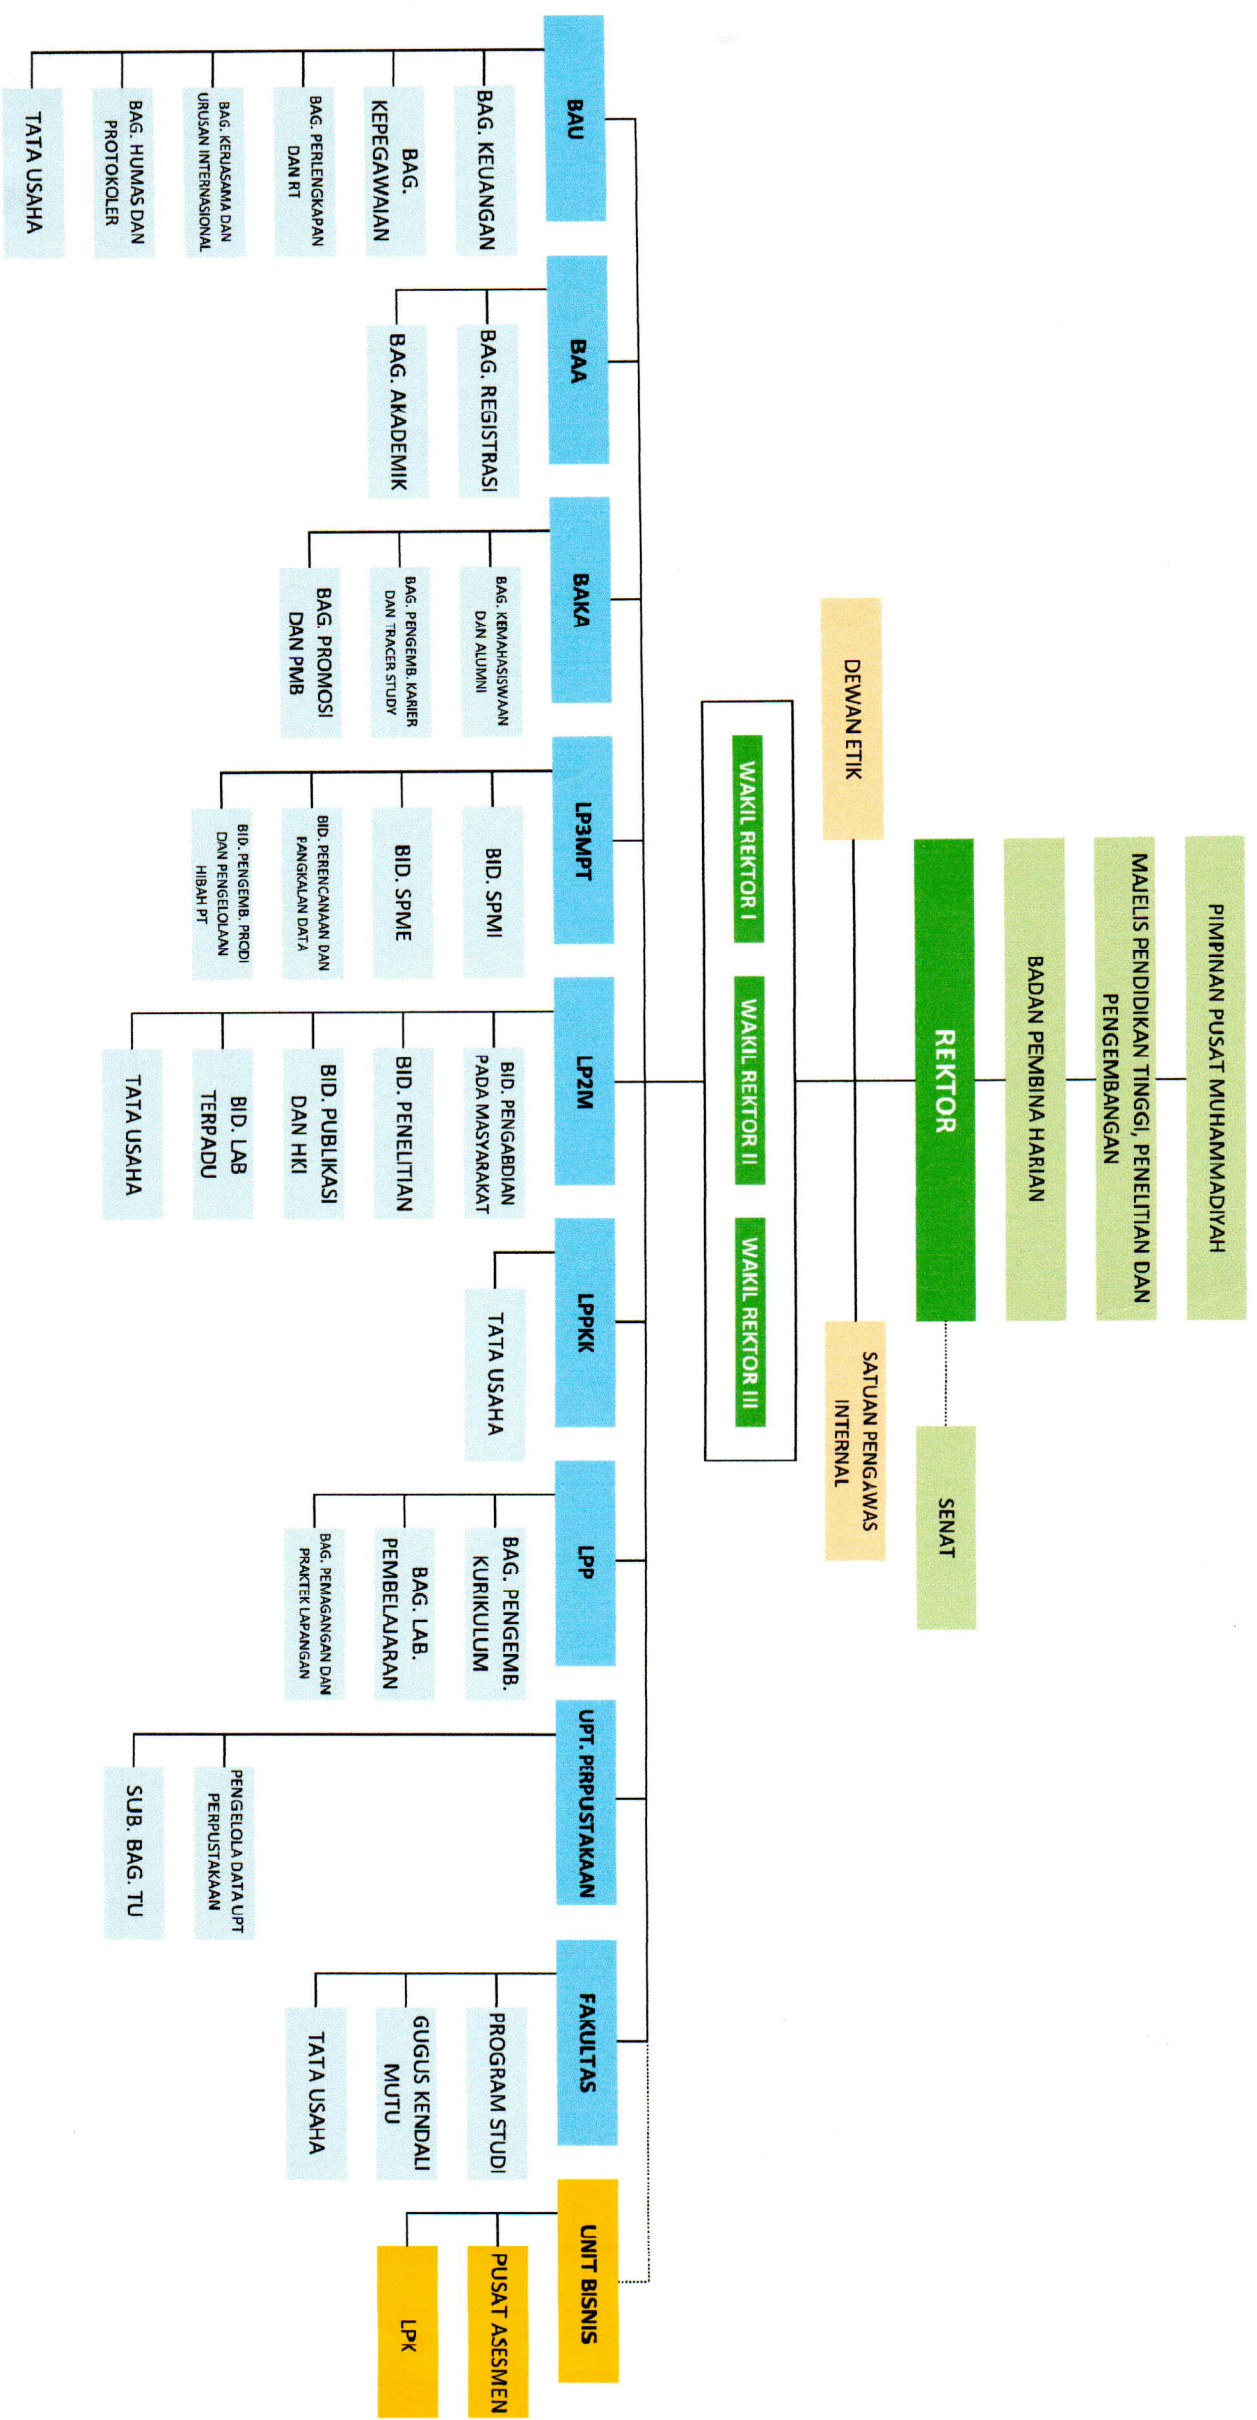 PIMPINAN PUSAT MUHAMMADIYAH
MAJELIS PENDIDIKAN TINGGI, PENELITIAN DAN
PENGEMBANGAN
BADAN PEMBINA HARIAN
REKTOR
SENAT
DEWAN ETIK
SATUAN PENGAWAS
INTERNAL
WAKIL REKTOR I
WAKIL REKTOR II
WAKIL REKTOR III
BAU
BAG. KEUANGAN
BAG.
KEPEGAWAIAN
BAG. PERLENGKAPAN
DAN RT
BAG. KERJASAMA DAN
URUSAN INTERNASIONAL
BAG. HUMAS DAN
PROTOKOLER
TATA USAHA
BAA
BAG. REGISTRASI
BAG. AKADEMIK
BAKA
BAG. KEMAHASISWAAN
DAN ALUMNI
BAG. PENGEMB. KARIER
DAN TRACER STUDY
BAG. PROMOSI
DAN PMB
LP3MPT
BID. SPMI
BID. SPME
BID. PERENCANAAN DAN
PANGKALAN DATA
BID. PENGEMB. PRODI
DAN PENGELOLAAN
HIBAH PT
LP2M
BID. PENGABDIAN
PADA MASYARAKAT
BID. PENELITIAN
BID. PUBLIKASI
DAN HKI
BID. LAB
TERPADU
TATA USAHA
LPPKK
TATA USAHA
LPP
BAG. PENGEMB.
KURIKULUM
BAG. LAB.
PEMBELAJARAN
BAG. PEMAGANGAN DAN
PRAKTEK LAPANGAN
UPT. PERPUSTAKAAN
PENGELOLA DATA UPT
PERPUSTAKAAN
SUB. BAG. TU
FAKULTAS
PROGRAM STUDI
GUGUS KENDALI
MUTU
TATA USAHA
UNIT BISNIS
PUSAT ASESMEN
LPK